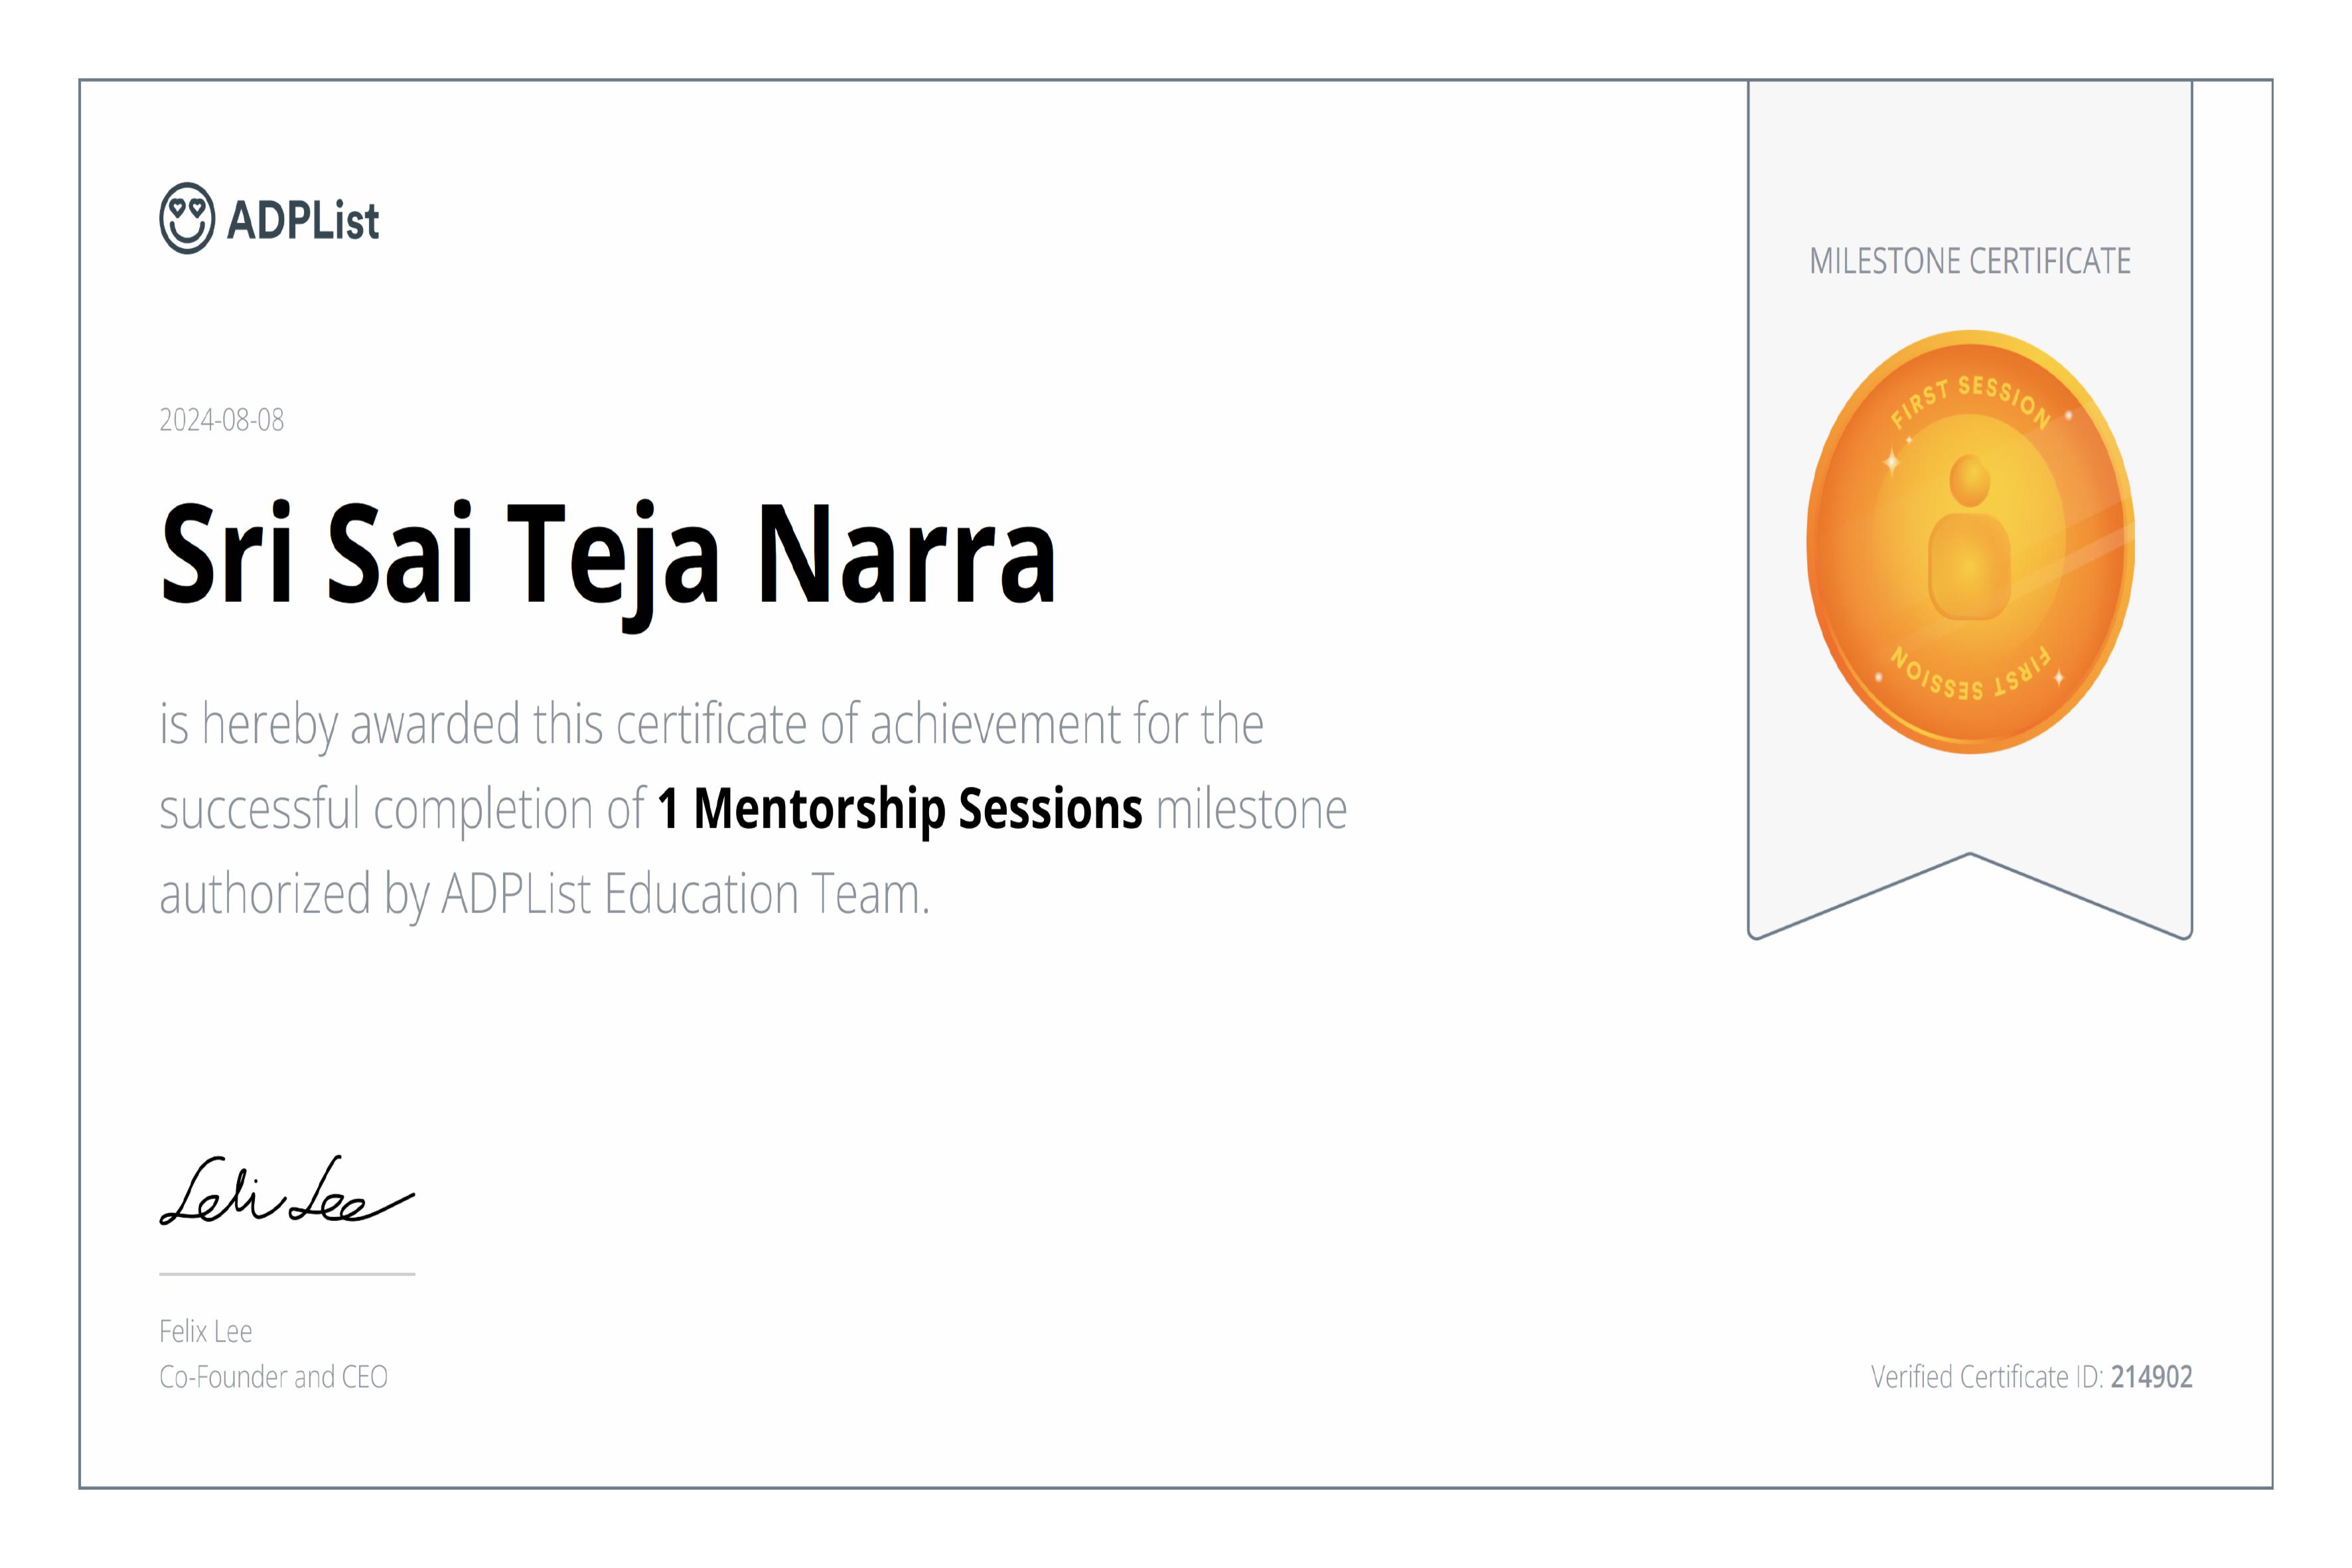 ADPList
MILESTONE CERTIFICATE
FIRST SESSION
FIRST SESSION
2024-08-08
Sri Sai Teja Narra
is hereby awarded this certificate of achievement for the
successful completion of 1 Mentorship Sessions milestone
authorized by ADPList Education Team.
Felix Lee
Co-Founder and CEO
Verified Certificate ID: 214902